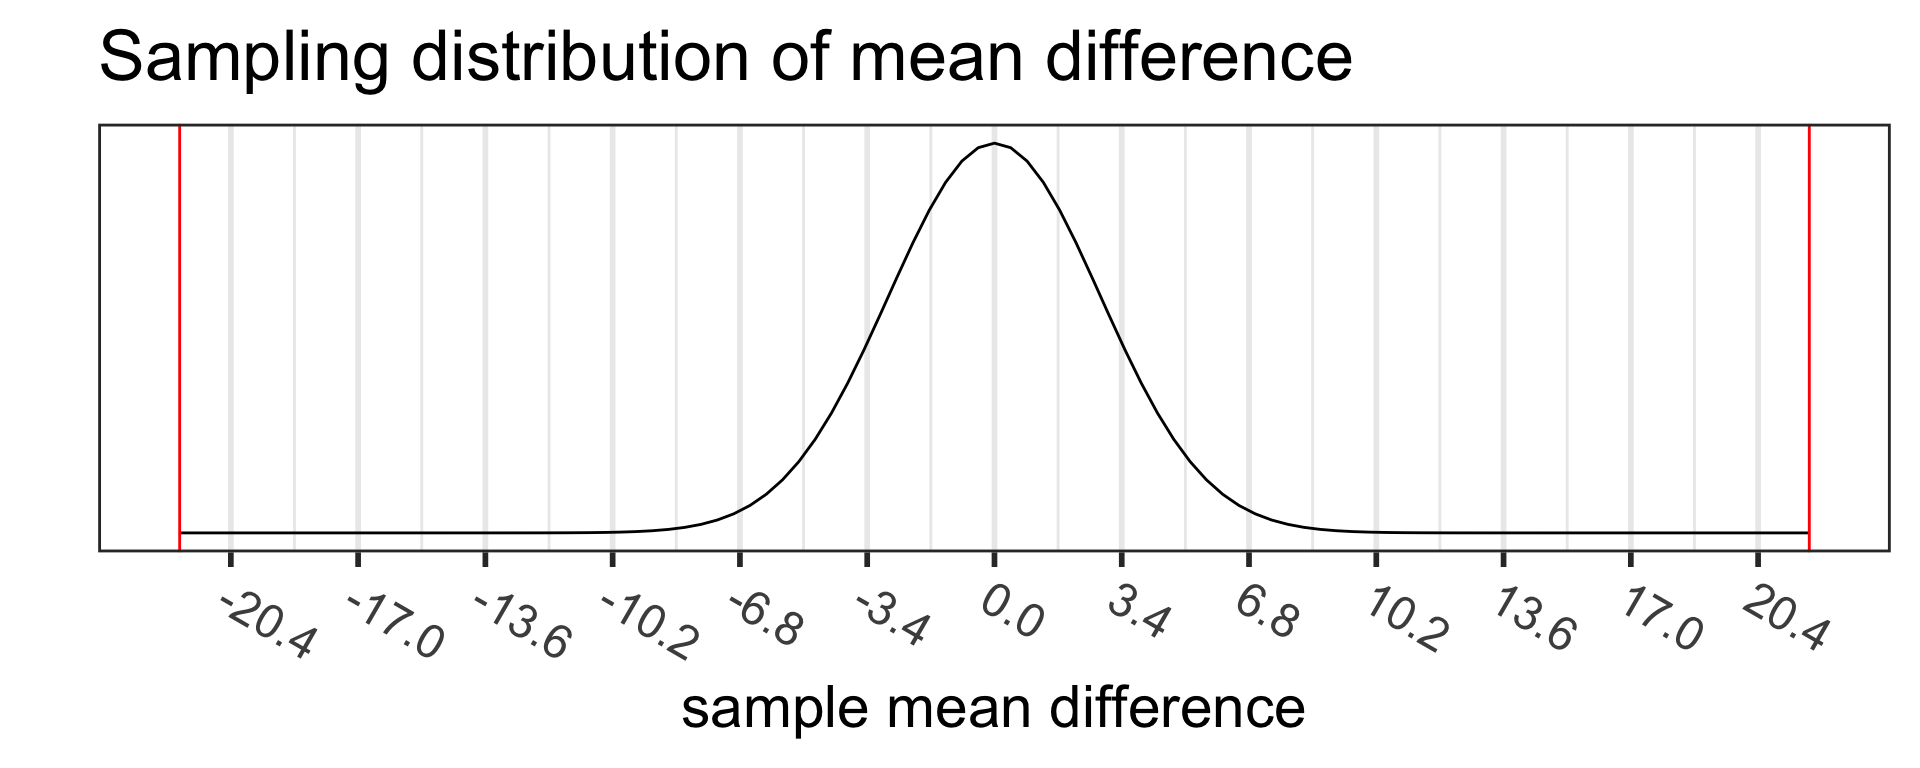 Sampling distribution of mean difference
-20.4 -17.0 -13.6 -10.2 -6.8 -3.4 0.0 3.4 6.8 10.2 13.6 17.0 20.4
sample mean difference